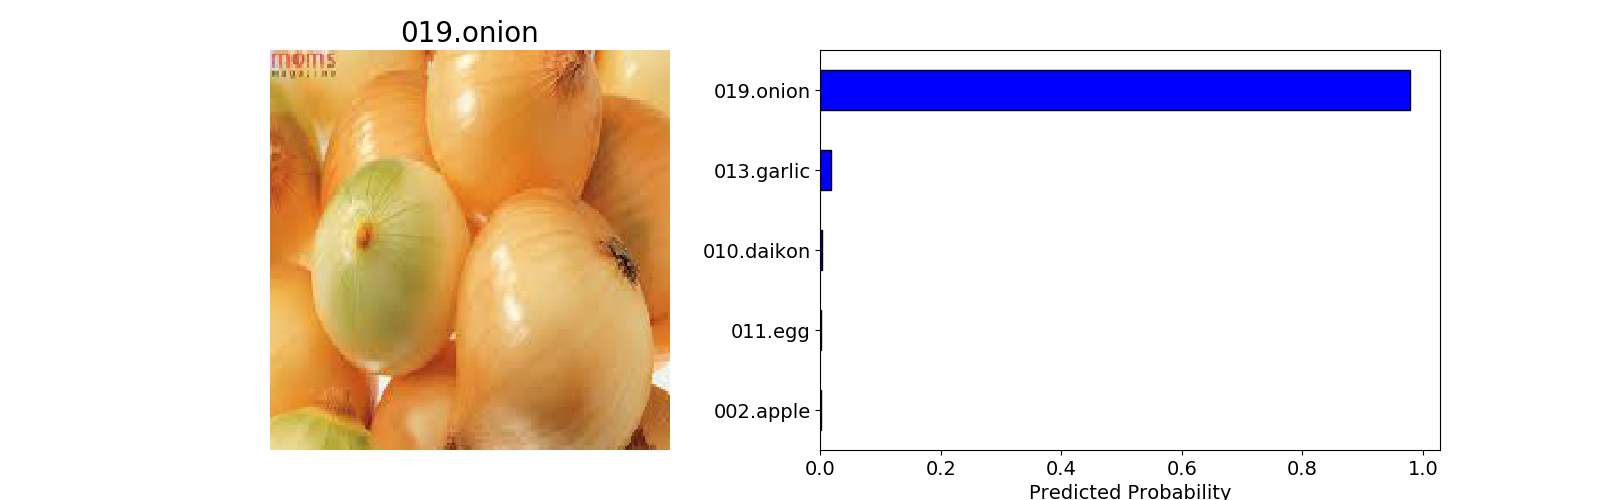 019.onion
moms
magazine
019.onion
013.garlic
010.daikon
011.egg
002.apple
0.0 0.2 0.4 0.6 0.8 1.0
Predicted Probability